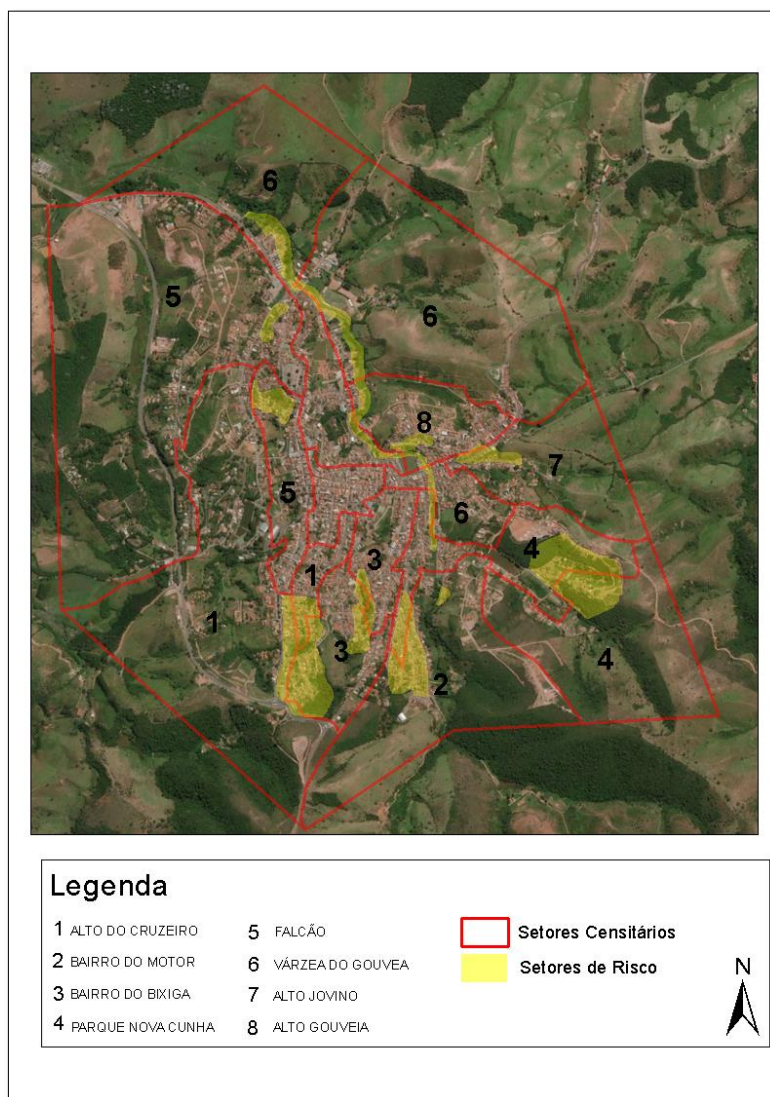 6
5
6
8
7
5
6
4
3
1
1
3
4
2
Legenda
1 ALTO DO CRUZEIRO
2 BAIRRO DO MOTOR
3 BAIRRO DO BIXIGA
4 PARQUE NOVA CUNHA
5 FALCÃO
6 VÁRZEA DO GOUVEA
7 ALTO JOVINO
8 ALTO GOUVEIA
Setores Censitários
Setores de Risco
N